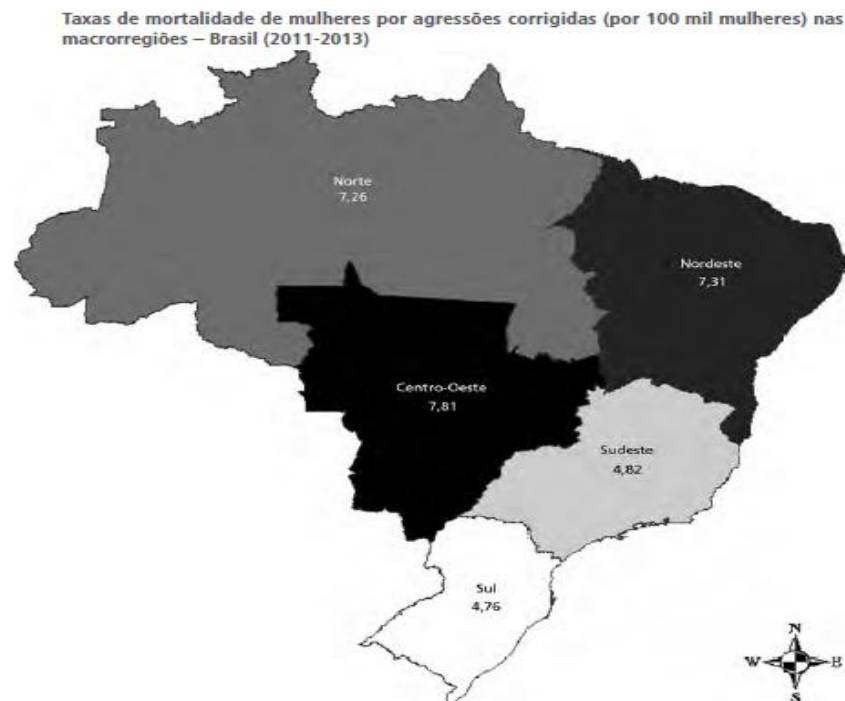 Taxas de mortalidade de mulheres por agressões corrigidas (por 100 mil mulheres) nas
macrorregiões – Brasil (2011-2013)
Norte
7,26
Nordeste
7,31
Centro-Oeste
7,81
Sudeste
4,82
Sul
4,76
N
W E
S